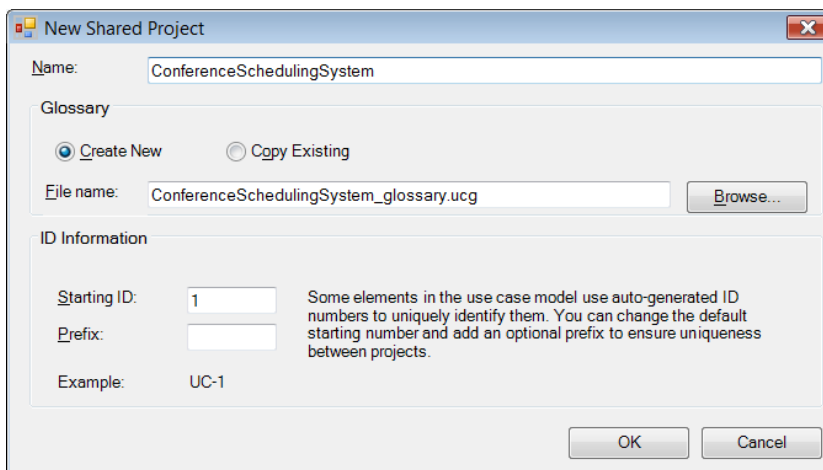 New Shared Project
Name: ConferenceSchedulingSystem
Glossary
Create New Copy Existing
File name: ConferenceSchedulingSystem_glossary.ucg Browse...
ID Information
Starting ID: 1
Some elements in the use case model use auto-generated ID
numbers to uniquely identify them. You can change the default
Prefix:
starting number and add an optional prefix to ensure uniqueness
between projects.
Example: UC-1
OK Cancel